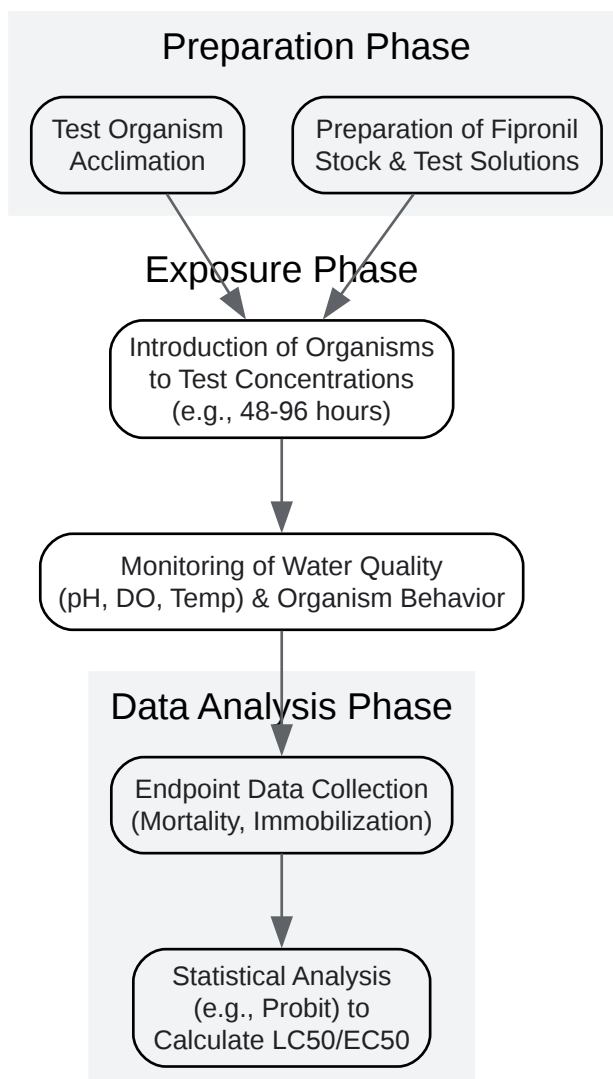 Preparation Phase
Test Organism
Acclimation
Preparation of Fipronil
Stock & Test Solutions
Exposure Phase
Introduction of Organisms
to Test Concentrations
(e.g., 48-96 hours)
Monitoring of Water Quality
(pH, DO, Temp) & Organism Behavior
Data Analysis Phase
Endpoint Data Collection
(Mortality, Immobilization)
Statistical Analysis
(e.g., Probit) to
Calculate LC50/EC50